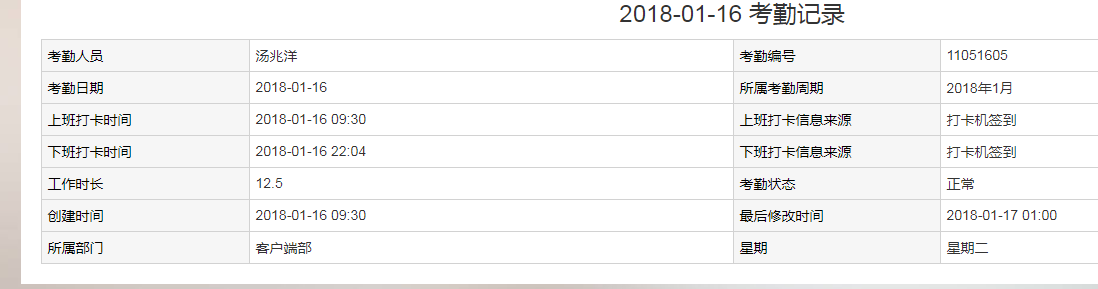 2018-01-16 考勤记录
考勤人员 汤兆洋 考勤编号 11051605
考勤日期 2018-01-16 所属考勤周期 2018年1月
上班打卡时间 2018-01-16 09:30 上班打卡信息来源 打卡机签到
下班打卡时间 2018-01-16 22:04 下班打卡信息来源 打卡机签到
工作时长 12.5 考勤状态 正常
创建时间 2018-01-16 09:30 最后修改时间 2018-01-17 01:00
所属部门 客户端部 星期 星期二